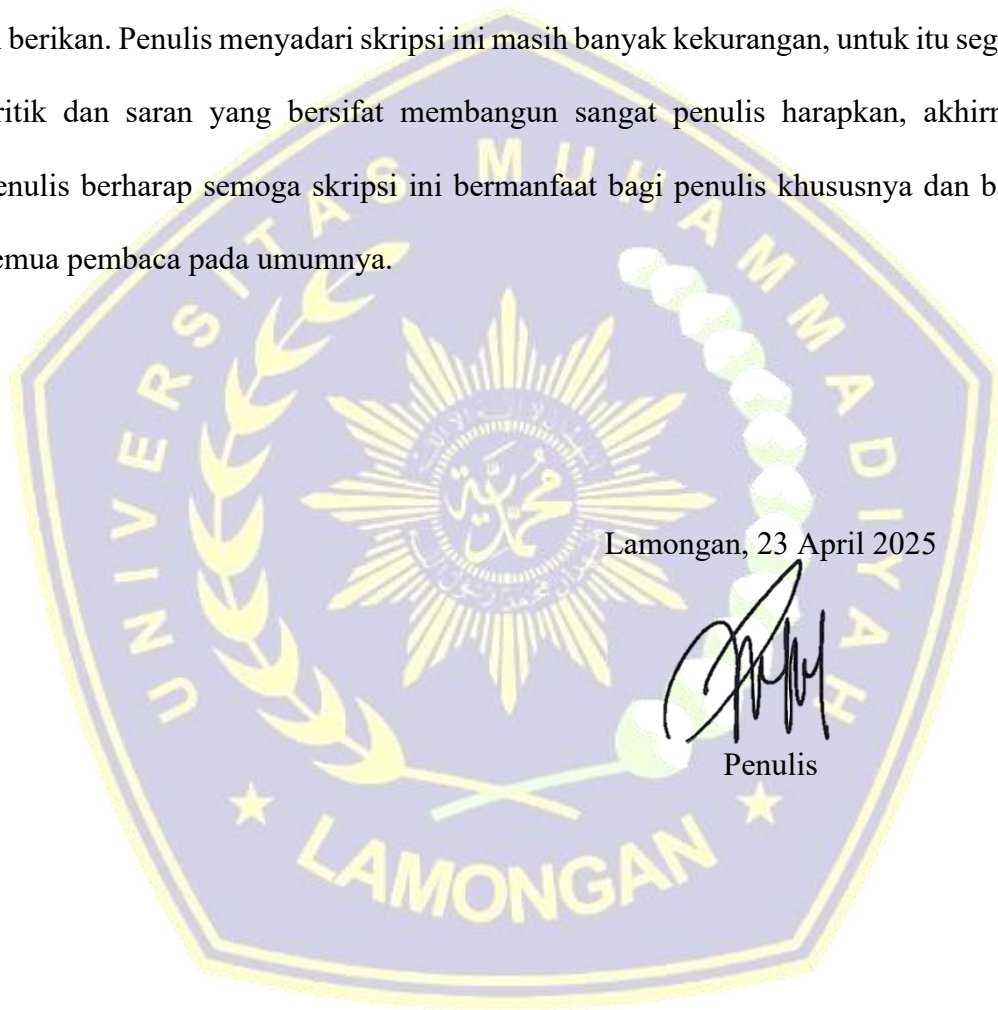 berikan. Penulis menyadari skripsi ini masih banyak kekurangan, untuk itu seg
ritik dan saran yang bersifat membangun sangat penulis harapkan, akhirn
enulis berharap semoga skripsi ini bermanfaat bagi penulis khususnya dan b
emua pembaca pada umumnya.
UNIVERSITAS MUHAMMADIYAH
محمدية
Lamongan, 23 April 2025
Penulis
LAMONGAN